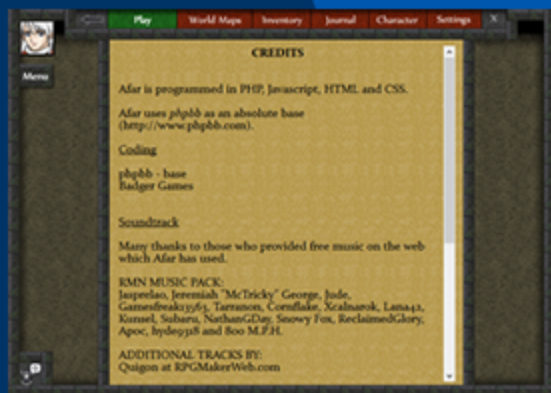 Play World Maps Inventory Journal Character Settings X
Menu
CREDITS
Afar is programmed in PHP, Javascript, HTML and CSS.
Afar uses phpbb as an absolute base
(http://www.phpbb.com).
Coding
phpbb - base
Badger Games
Soundtrack
Many thanks to those who provided free music on the web
which Afar has used.
RMN MUSIC PACK:
Jasprelao, Jeremiah "McTricky" George, Jude,
Gamesfreak13563, Tarranon, Cornflake, Xcalnarok, Lana42,
Kunsel, Subaru, NathanGDay, Snowy Fox, ReclaimedGlory,
Apoc, hyde9318 and 800 M.P.H.
ADDITIONAL TRACKS BY:
Quigon at RPGMakerWeb.com